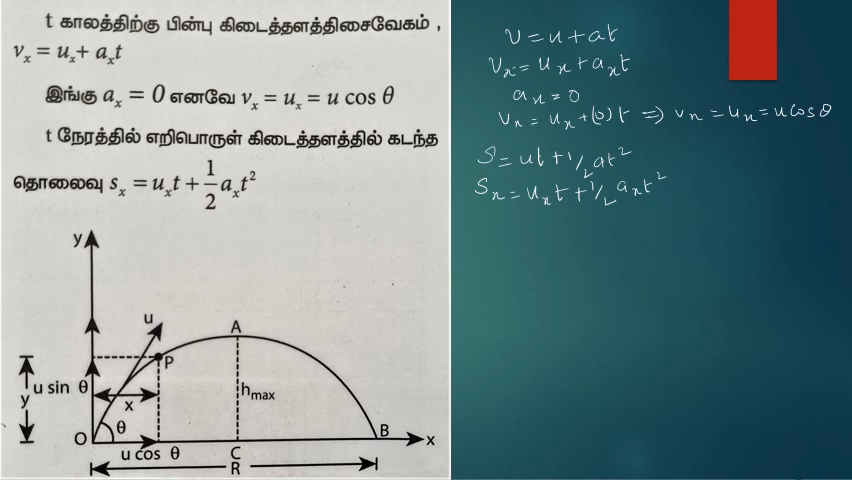 t காலத்திற்கு பின்பு கிடைத்தளத்திசைவேகம் ,
vₓ = uₓ+ aₓt
இங்கு aₓ = 0 எனவே vₓ = uₓ = u cos θ
t நேரத்தில் எறிபொருள் கிடைத்தளத்தில் கடந்த
தொலைவு sₓ = uₓt + 1/2 aₓt²
y
u
A
P
u sin θ
y
x
hmax
O
θ
B
x
u cos θ
C
R
V = u + at
Vₓ = uₓ + aₓt
aₓ = 0
Vₓ = uₓ + (0) t ⇒ vₓ = uₓ = u cos θ
S = ut + 1/2 at²
Sₓ = uₓt + 1/2 aₓt²